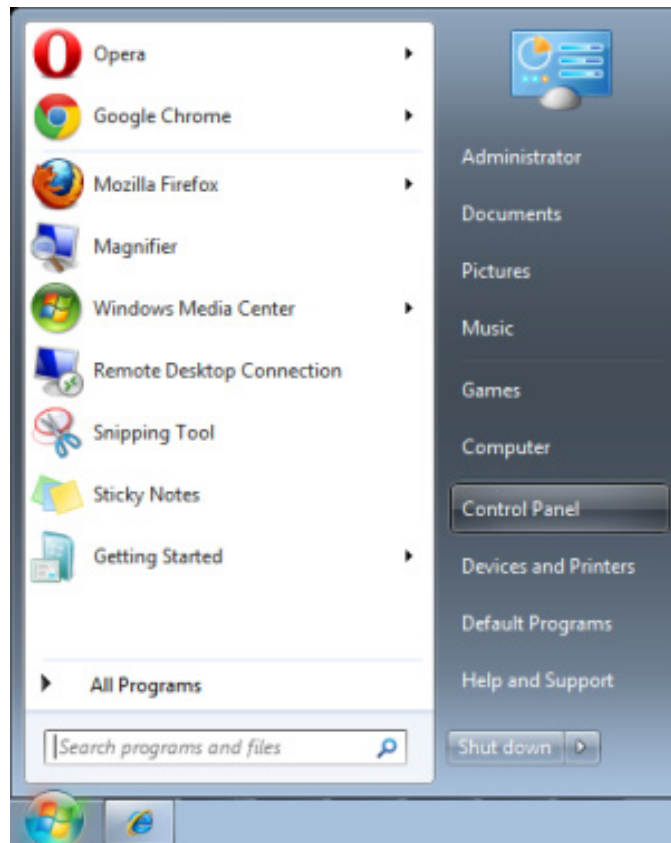 Opera
Google Chrome
Mozilla Firefox
Magnifier
Windows Media Center
Remote Desktop Connection
Snipping Tool
Sticky Notes
Getting Started
All Programs
Search programs and files
Administrator
Documents
Pictures
Music
Games
Computer
Control Panel
Devices and Printers
Default Programs
Help and Support
Shut down